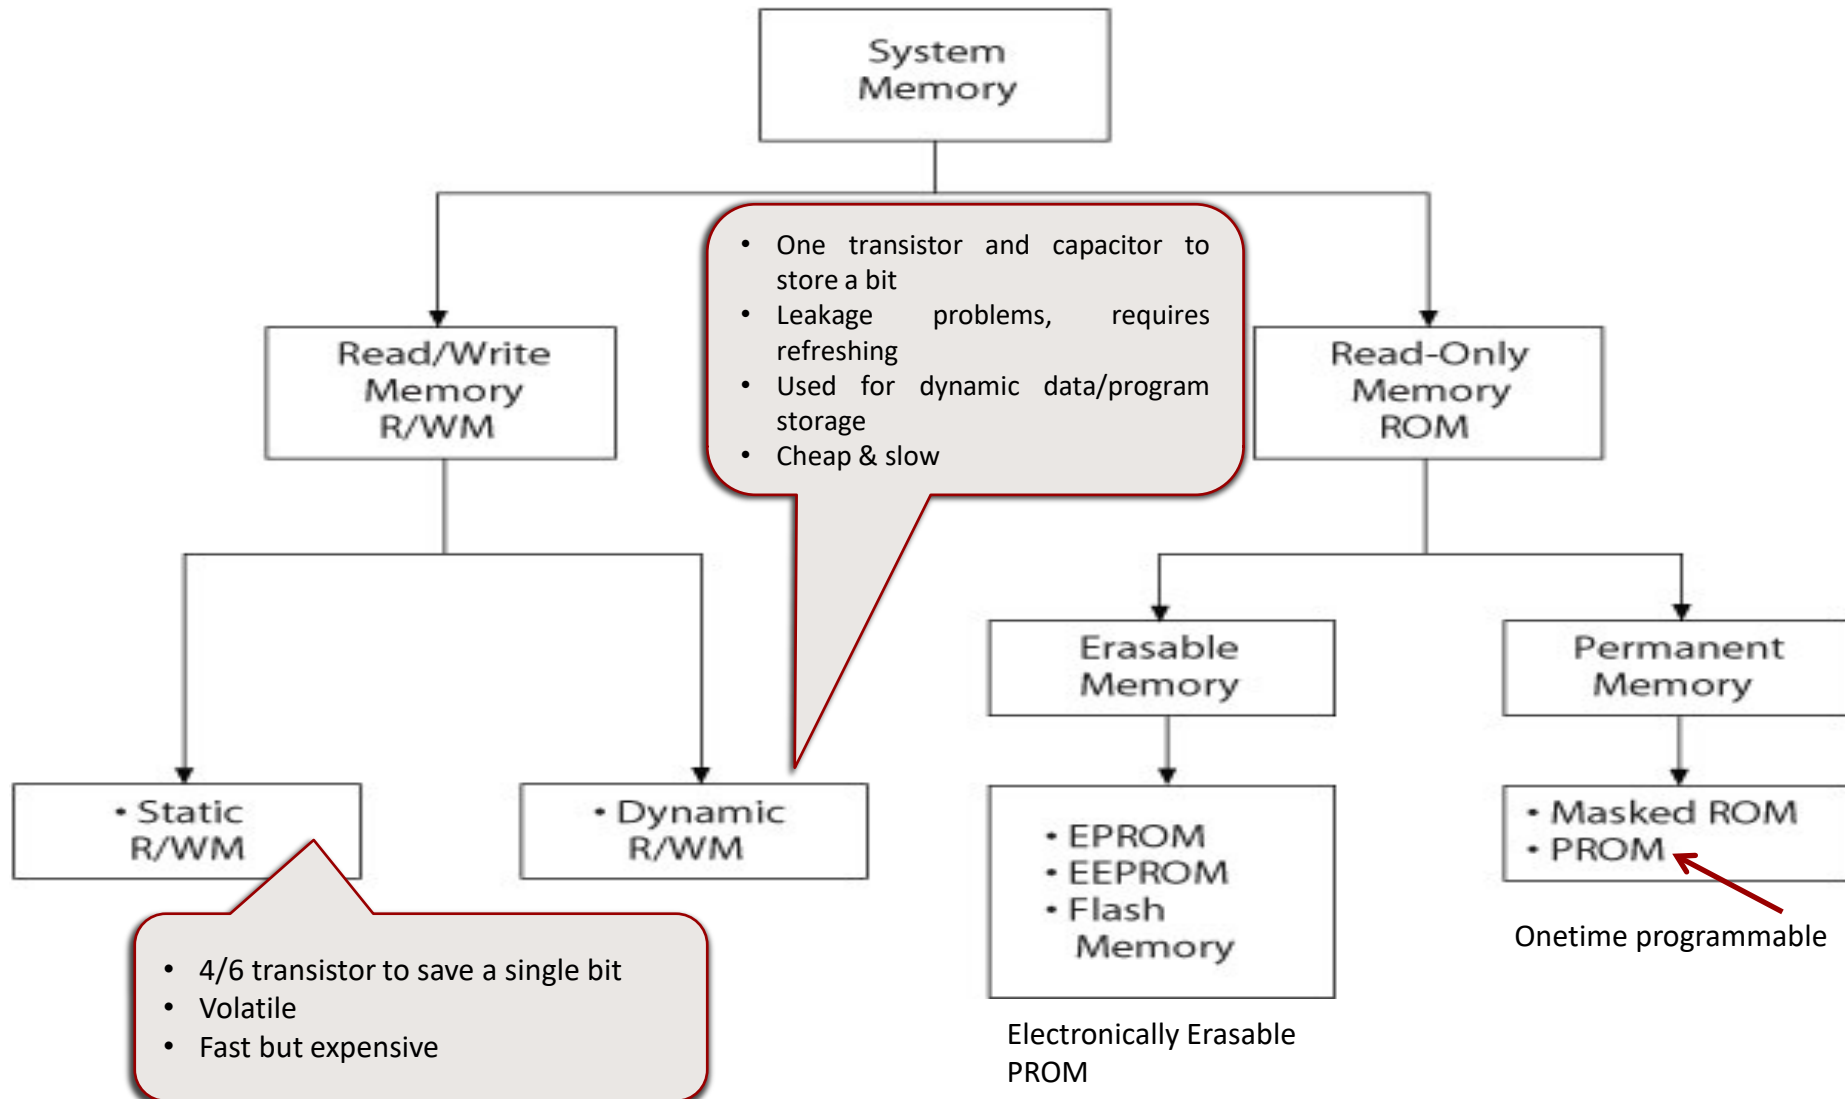 System
Memory
• One transistor and capacitor to
store a bit
• Leakage problems, requires
refreshing
• Used for dynamic data/program
storage
• Cheap & slow
Read/Write
Memory
R/WM
Read-Only
Memory
ROM
Erasable
Memory
Permanent
Memory
• Static
R/WM
• Dynamic
R/WM
• EPROM
• EEPROM
• Flash
Memory
• Masked ROM
• PROM
Onetime programmable
• 4/6 transistor to save a single bit
• Volatile
• Fast but expensive
Electronically Erasable
PROM